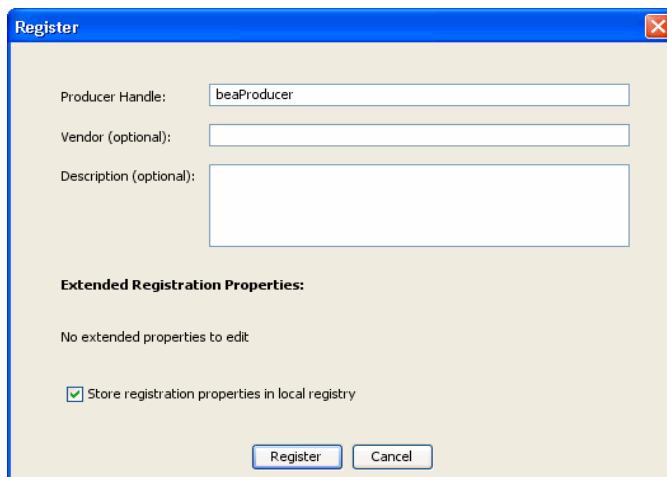 Register
Producer Handle: beaProducer
Vendor (optional):
Description (optional):
Extended Registration Properties:
No extended properties to edit
Store registration properties in local registry
Register Cancel